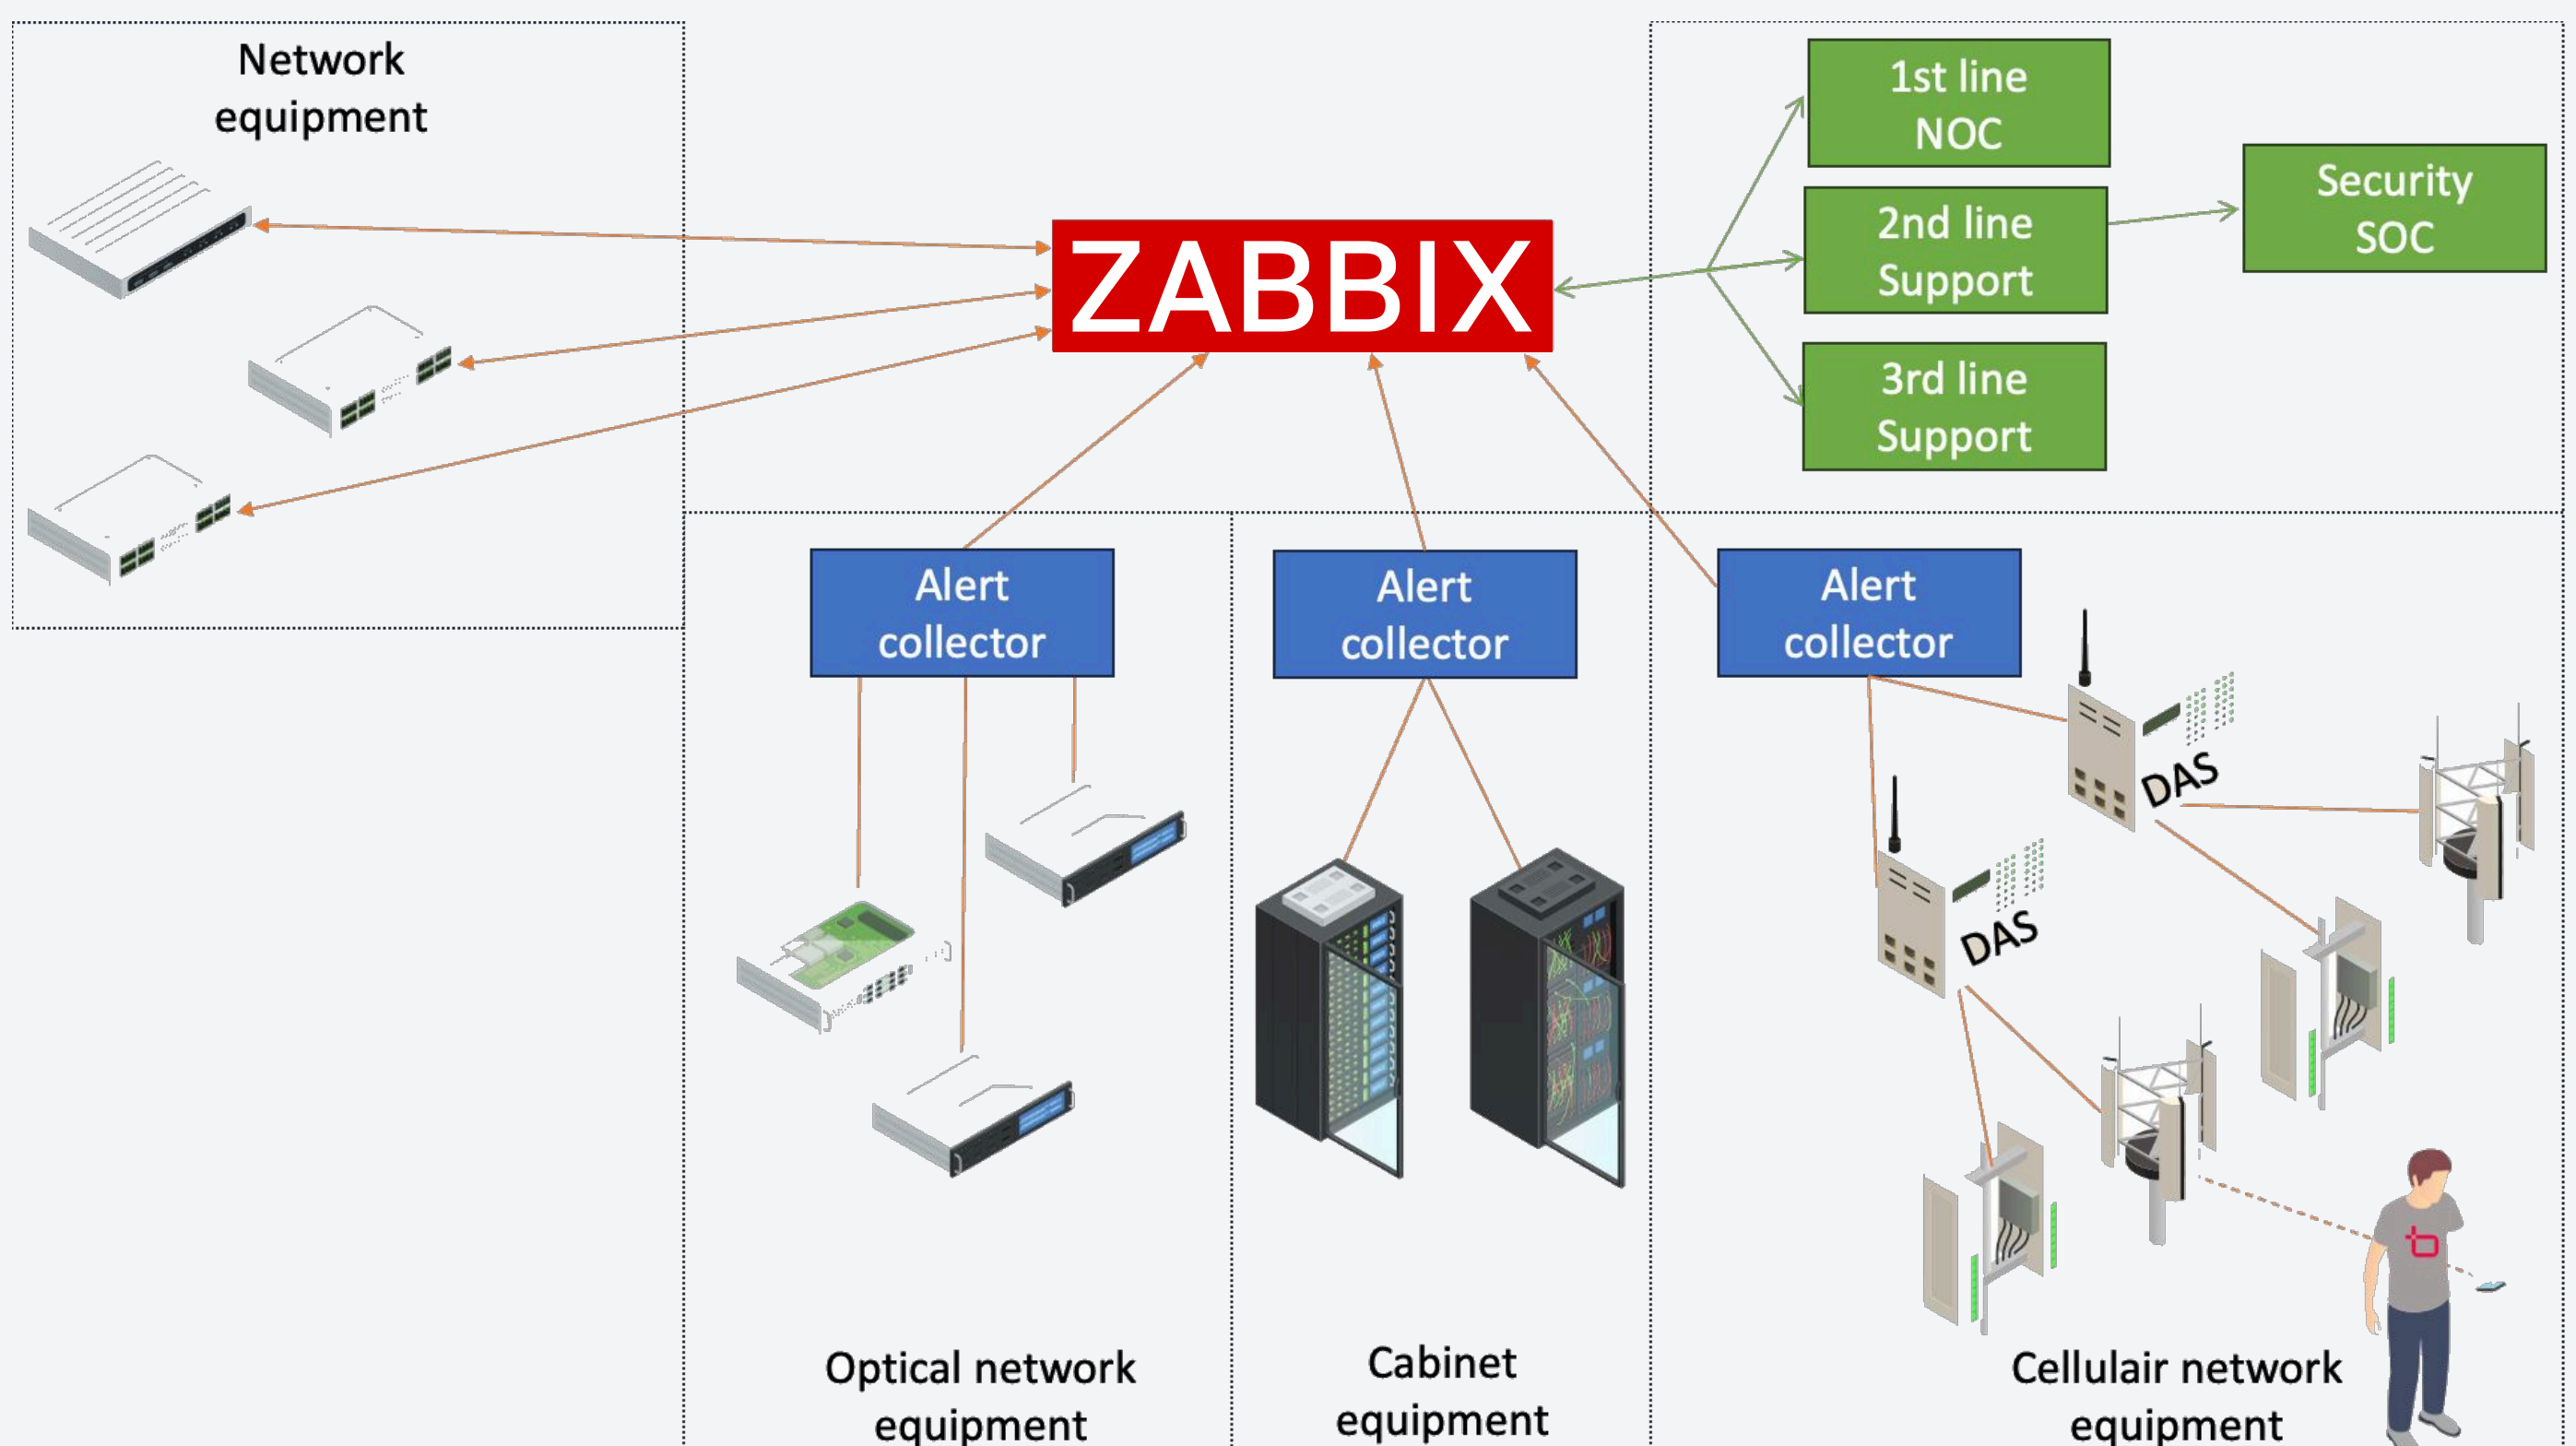 Network
equipment
1st line
NOC
2nd line
Support
3rd line
Support
Security
SOC
ZABBIX
Alert
collector
Alert
collector
Alert
collector
DAS
DAS
Optical network
equipment
Cabinet
equipment
Cellulair network
equipment